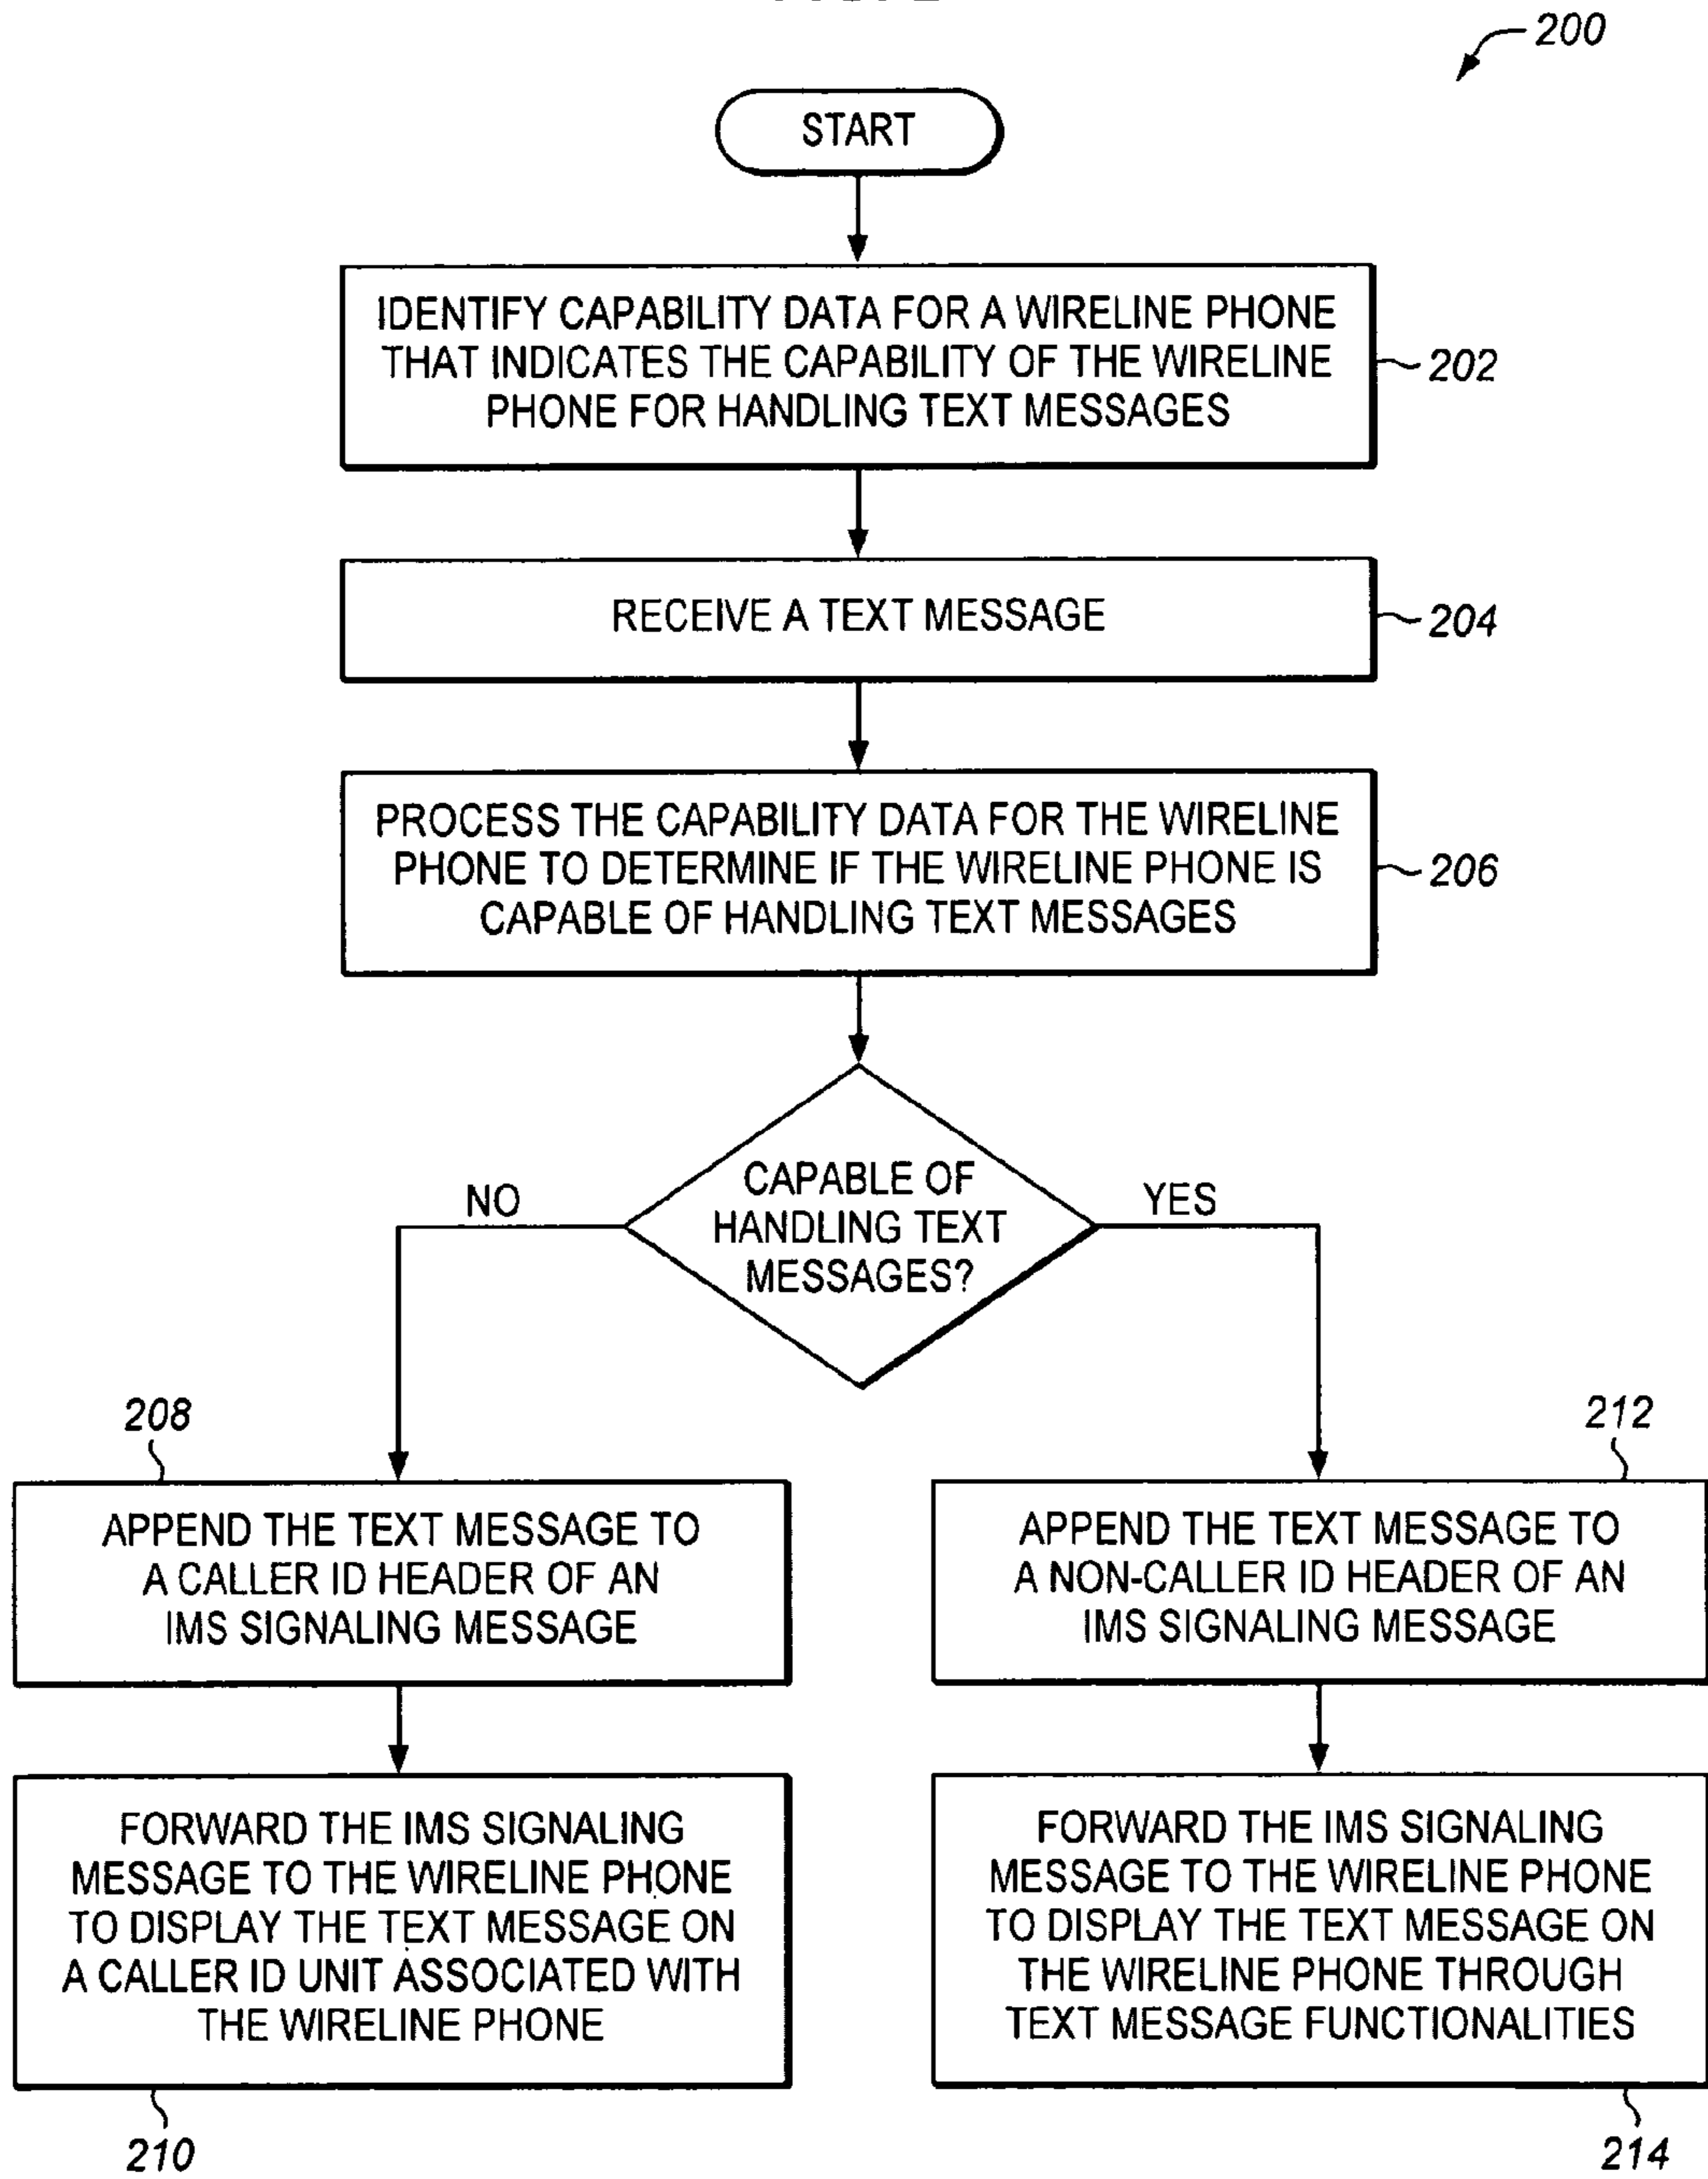 200
START
IDENTIFY CAPABILITY DATA FOR A WIRELINE PHONE
THAT INDICATES THE CAPABILITY OF THE WIRELINE
PHONE FOR HANDLING TEXT MESSAGES
202
RECEIVE A TEXT MESSAGE
204
PROCESS THE CAPABILITY DATA FOR THE WIRELINE
PHONE TO DETERMINE IF THE WIRELINE PHONE IS
CAPABLE OF HANDLING TEXT MESSAGES
206
CAPABLE OF
HANDLING TEXT
MESSAGES?
NO
YES
208
APPEND THE TEXT MESSAGE TO
A CALLER ID HEADER OF AN
IMS SIGNALING MESSAGE
212
APPEND THE TEXT MESSAGE TO
A NON-CALLER ID HEADER OF AN
IMS SIGNALING MESSAGE
FORWARD THE IMS SIGNALING
MESSAGE TO THE WIRELINE PHONE
TO DISPLAY THE TEXT MESSAGE ON
A CALLER ID UNIT ASSOCIATED WITH
THE WIRELINE PHONE
210
FORWARD THE IMS SIGNALING
MESSAGE TO THE WIRELINE PHONE
TO DISPLAY THE TEXT MESSAGE ON
THE WIRELINE PHONE THROUGH
TEXT MESSAGE FUNCTIONALITIES
214